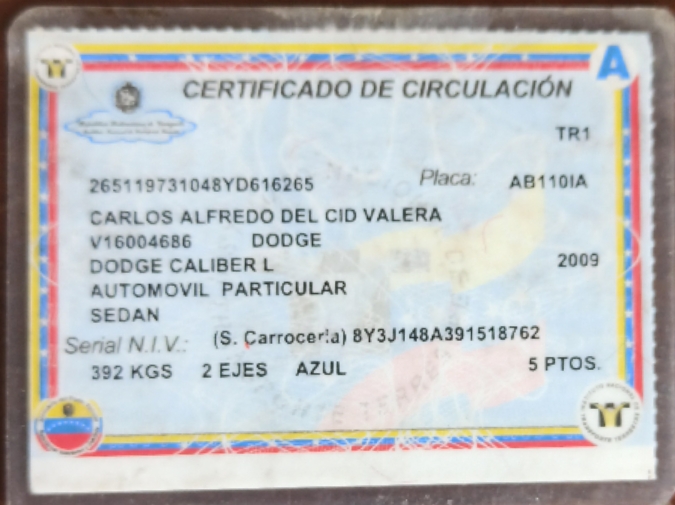 A
CERTIFICADO DE CIRCULACIÓN
TR1
265119731048YD616265 Placa: AB110IA
CARLOS ALFREDO DEL CID VALERA
V16004686 DODGE
DODGE CALIBER L 2009
AUTOMOVIL PARTICULAR
SEDAN
Serial N.I.V.: (S. Carrocería) 8Y3J148A391518762
392 KGS 2 EJES AZUL 5 PTOS.